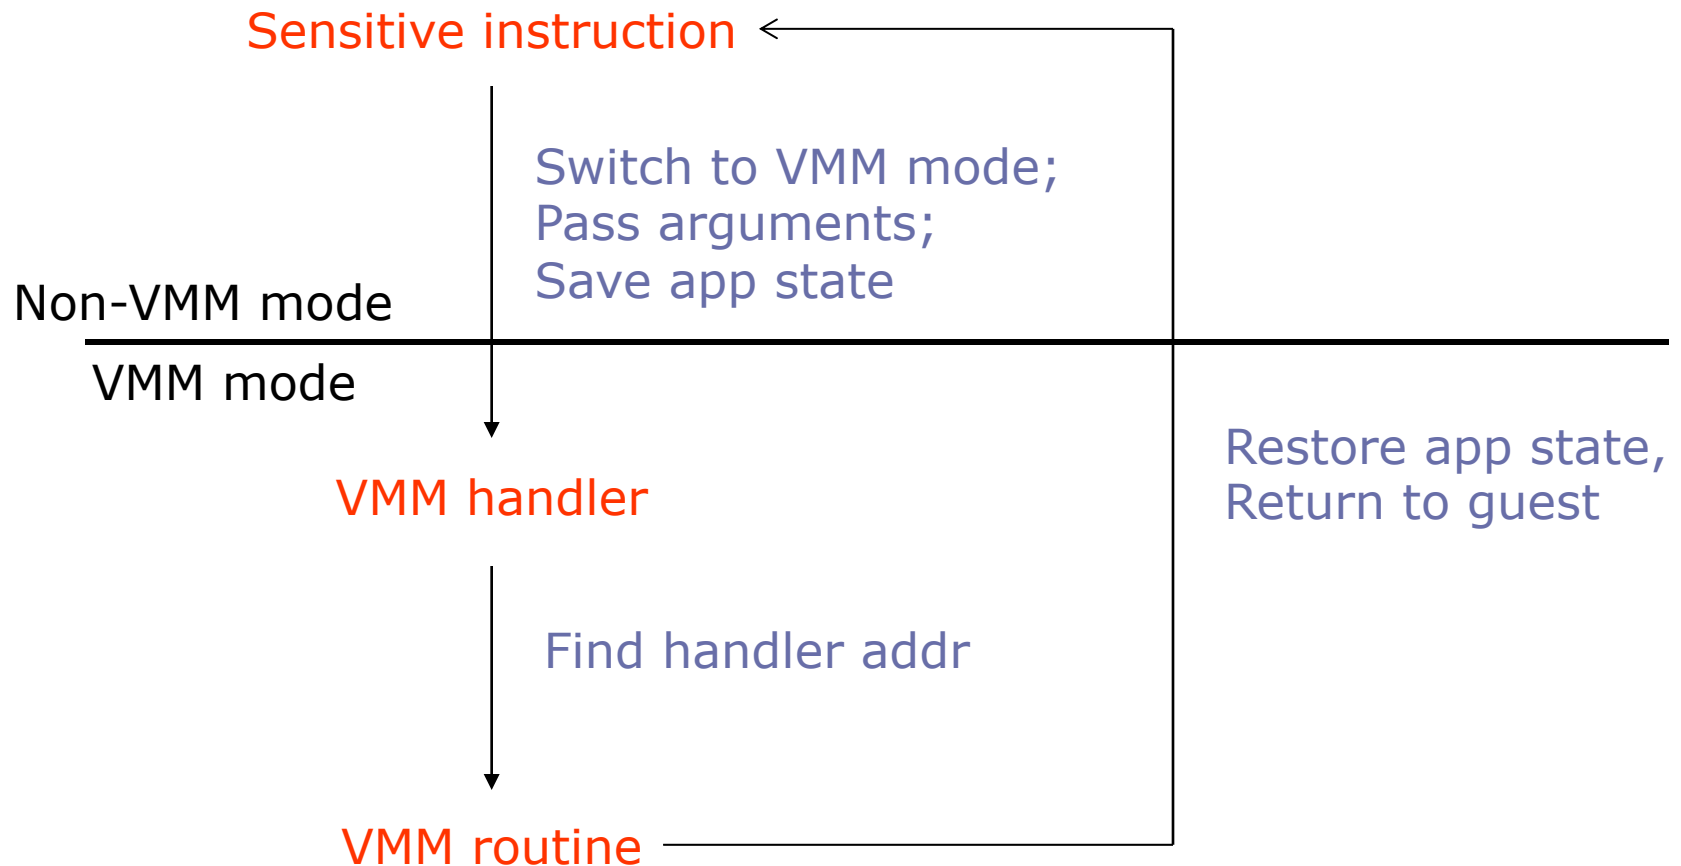 Sensitive instruction
Switch to VMM mode;
Pass arguments;
Save app state
Non-VMM mode
VMM mode
Restore app state,
Return to guest
VMM handler
Find handler addr
VMM routine